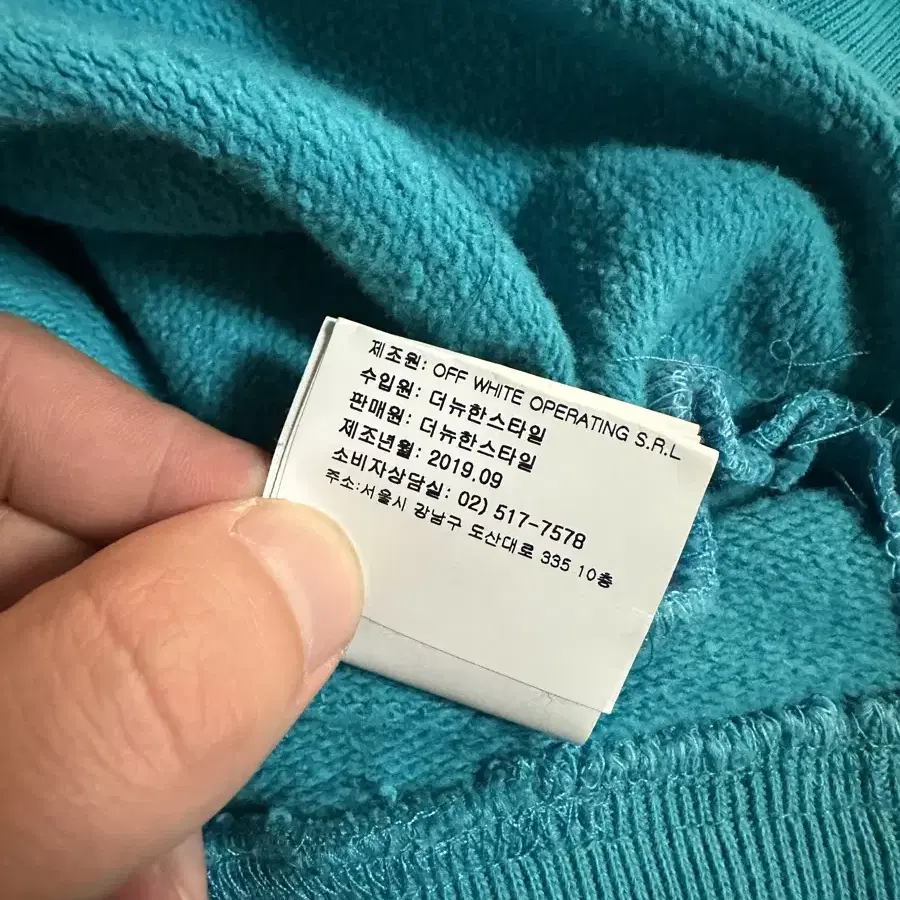 제조원: OFF WHITE OPERATING S.R.L
수입원: 더뉴한스타일
판매원: 더뉴한스타일
제조년월: 2019.09
소비자상담실: 02) 517-7578
주소:서울시 강남구 도산대로 335 10층